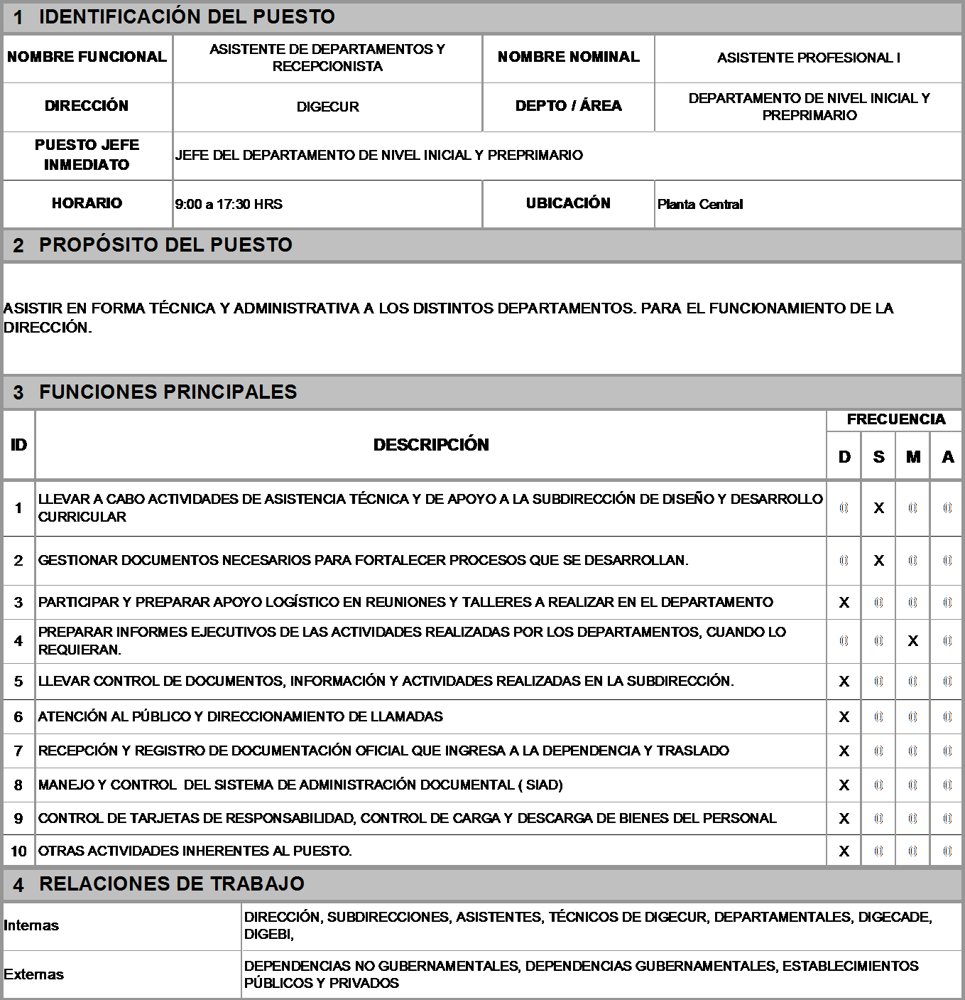 1 IDENTIFICACIÓN DEL PUESTO
NOMBRE FUNCIONAL
ASISTENTE DE DEPARTAMENTOS Y
RECEPCIONISTA
NOMBRE NOMINAL
ASISTENTE PROFESIONAL I
DIRECCIÓN
DIGECUR
DEPTO / ÁREA
DEPARTAMENTO DE NIVEL INICIAL Y
PREPRIMARIO
PUESTO JEFE
INMEDIATO
JEFE DEL DEPARTAMENTO DE NIVEL INICIAL Y PREPRIMARIO
HORARIO
9:00 a 17:30 HRS
UBICACIÓN
Planta Central
2 PROPÓSITO DEL PUESTO
ASISTIR EN FORMA TÉCNICA Y ADMINISTRATIVA A LOS DISTINTOS DEPARTAMENTOS. PARA EL FUNCIONAMIENTO DE LA
DIRECCIÓN.
3 FUNCIONES PRINCIPALES
ID
DESCRIPCIÓN
FRECUENCIA
D S M A
1 LLEVAR A CABO ACTIVIDADES DE ASISTENCIA TÉCNICA Y DE APOYO A LA SUBDIRECCIÓN DE DISEÑO Y DESARROLLO
CURRICULAR
0 X 0 0
2 GESTIONAR DOCUMENTOS NECESARIOS PARA FORTALECER PROCESOS QUE SE DESARROLLAN. 0 X 0 0
3 PARTICIPAR Y PREPARAR APOYO LOGÍSTICO EN REUNIONES Y TALLERES A REALIZAR EN EL DEPARTAMENTO X 0 0 0
4 PREPARAR INFORMES EJECUTIVOS DE LAS ACTIVIDADES REALIZADAS POR LOS DEPARTAMENTOS, CUANDO LO
REQUIERAN.
0 0 X 0
5 LLEVAR CONTROL DE DOCUMENTOS, INFORMACIÓN Y ACTIVIDADES REALIZADAS EN LA SUBDIRECCIÓN. X 0 0 0
6 ATENCIÓN AL PÚBLICO Y DIRECCIONAMIENTO DE LLAMADAS X 0 0 0
7 RECEPCIÓN Y REGISTRO DE DOCUMENTACIÓN OFICIAL QUE INGRESA A LA DEPENDENCIA Y TRASLADO X 0 0 0
8 MANEJO Y CONTROL  DEL SISTEMA DE ADMINISTRACIÓN DOCUMENTAL ( SIAD) X 0 0 0
9 CONTROL DE TARJETAS DE RESPONSABILIDAD, CONTROL DE CARGA Y DESCARGA DE BIENES DEL PERSONAL X 0 0 0
10 OTRAS ACTIVIDADES INHERENTES AL PUESTO. X 0 0 0
4 RELACIONES DE TRABAJO
Internas
DIRECCIÓN, SUBDIRECCIONES, ASISTENTES, TÉCNICOS DE DIGECUR, DEPARTAMENTALES, DIGECADE,
DIGEBI,
Externas
DEPENDENCIAS NO GUBERNAMENTALES, DEPENDENCIAS GUBERNAMENTALES, ESTABLECIMIENTOS
PÚBLICOS Y PRIVADOS